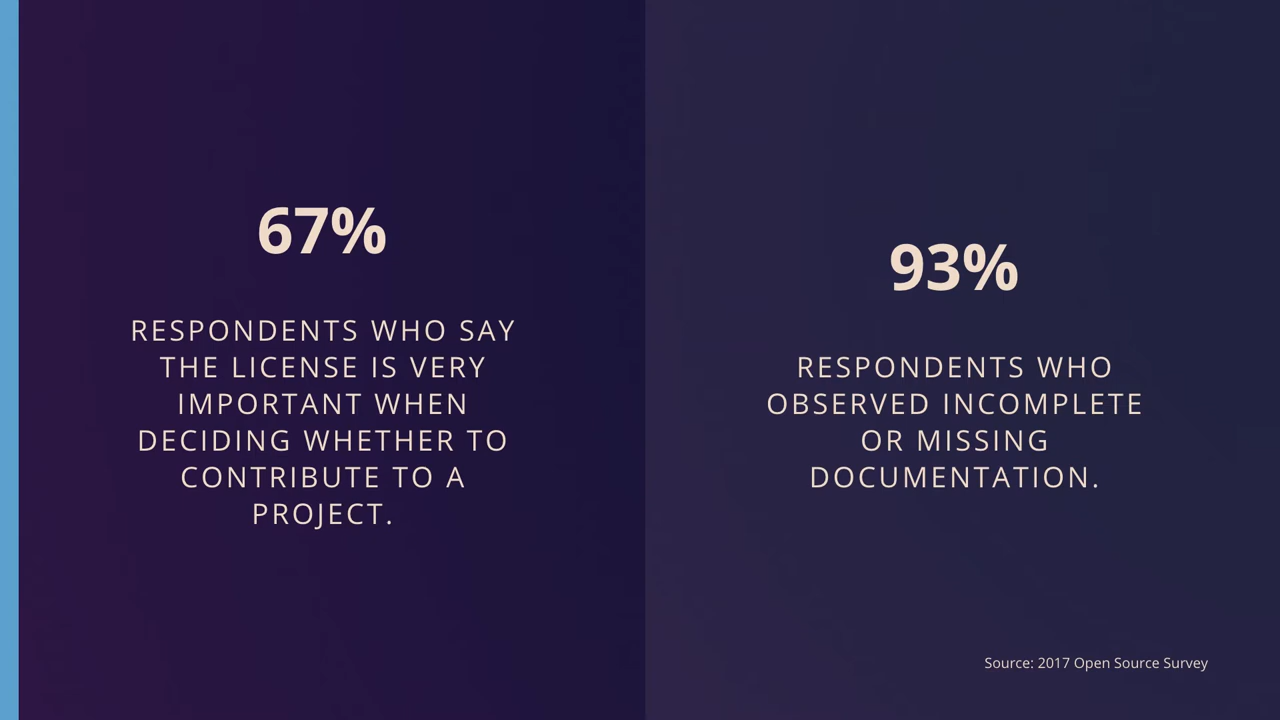 67%
RESPONDENTS WHO SAY
THE LICENSE IS VERY
IMPORTANT WHEN
DECIDING WHETHER TO
CONTRIBUTE TO A
PROJECT.
93%
RESPONDENTS WHO
OBSERVED INCOMPLETE
OR MISSING
DOCUMENTATION.
Source: 2017 Open Source Survey